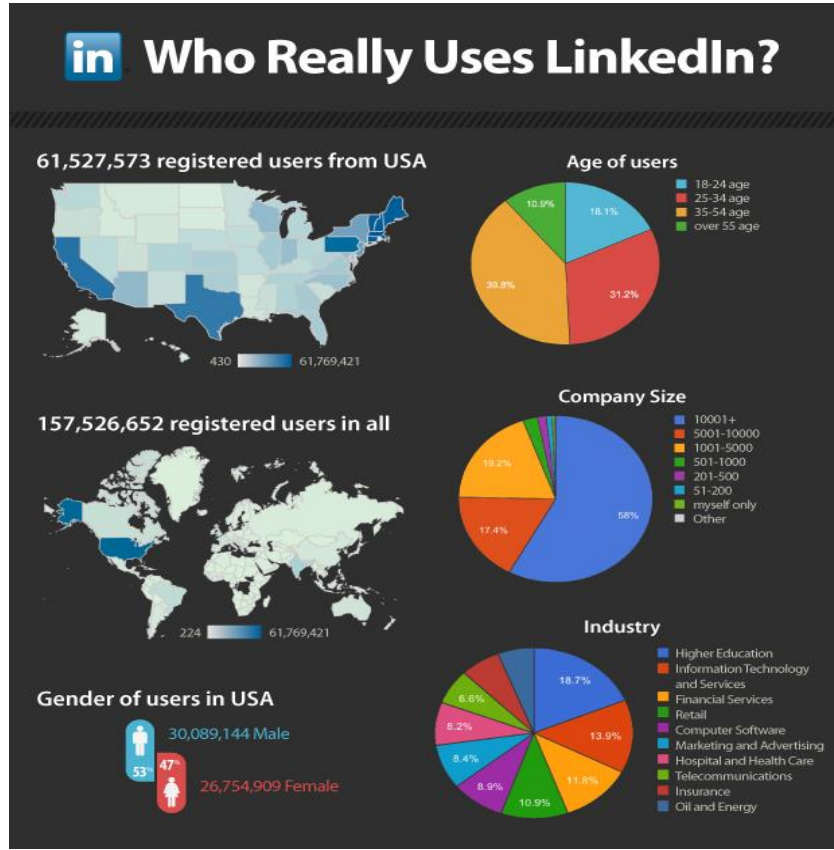 in Who Really Uses LinkedIn?
61,527,573 registered users from USA
430 61,769,421
157,526,652 registered users in all
224 61,769,421
Gender of users in USA
30,089,144 Male
53%
47%
26,754,909 Female
Age of users
18-24 age
25-34 age
35-54 age
over 55 age
10.9%
18.1%
39.8%
31.2%
Company Size
10001+
5001-10000
1001-5000
501-1000
201-500
51-200
myself only
Other
19.2%
17.4%
58%
Industry
Higher Education
Information Technology
and Services
Financial Services
Retail
Computer Software
Marketing and Advertising
Hospital and Health Care
Telecommunications
Insurance
Oil and Energy
18.7%
13.9%
11.8%
10.9%
8.9%
8.4%
8.2%
6.6%